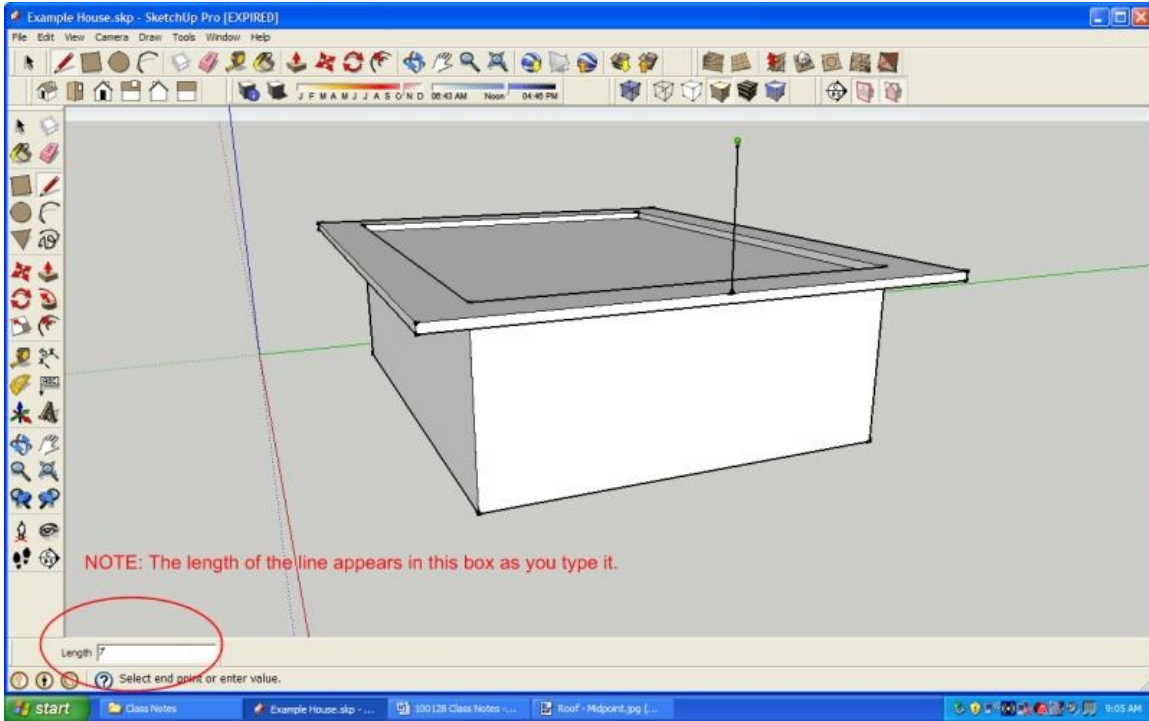 Example House.skp - SketchUp Pro [EXPIRED]
File Edit View Camera Draw Tools Window Help
J F M A M J J A S O N D 06:43 AM Noon 04:46 PM
ABC
NOTE: The length of the line appears in this box as you type it.
Length 7
Select end point or enter value.
start Class Notes Example House.skp - ... 100128 Class Notes -... Roof - Midpoint.jpg (... 9:05 AM